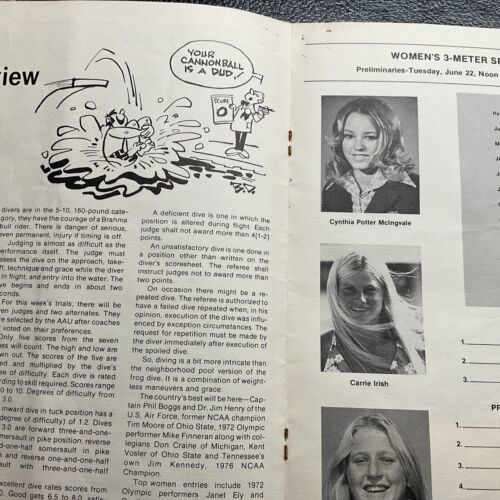 view
YOUR
CANNONBALL
IS A DUD!
SCORE
divers are in the 5-10, 160-pound cate-
gory, they have the courage of a Brahma
bull rider. There is danger of serious,
even permanent, injury if timing is off.
Judging is almost as difficult as the
performance itself. The judge must
assess the dive on the approach, take-
off, technique and grace while the diver
in flight, and entry into the water. The
dive begins and ends in about two
seconds.
For this week's trials; there will be
seven judges and two alternates. They
are selected by the AAU after coaches
voted on their preferences.
Only five scores from the seven
judges will count. The high and low are
thrown out. The scores of the five are
and multiplied by the dive's
degree of difficulty. Each dive is rated
according to skill required. Scores range
0 to 10. Degrees of difficulty from
3.0.
inward dive in tuck position has a
(degree of difficulty) of 1.2. Dives
3.0 are forward three-and-one-
somersault in pike position, reverse
and-one-half somersault in pike
and reverse one-and-one-half
somersault with three-and-one-half
excellent dive rates scores from
10. Good gets 6.5 to 8.0 satis-
A deficient dive is one in which the
position is altered during flight. Each
judge shall not award more than 4[1-2]
points.
An unsatisfactory dive is one done in
a position other than written on the
diver's scoresheet. The referee shall
instruct judges not to award more than
two points.
On occasion there might be a re-
peated dive. The referee is authorized to
have a failed dive repeated when, in his
opinion, execution of the dive was influ-
enced by exception circumstances. The
request for repetition must be made by
the diver immediately after execution of
the spoiled dive.
So, diving is a bit more intricate than
the neighborhood pool version of the
frog dive. It is a combination of weight-
less maneuvers and grace.
The country's best will be here—Cap-
tain Phil Boggs and Dr. Jim Henry of the
U.S. Air Force, former NCAA champion
Tim Moore of Ohio State, 1972 Olympic
performer Mike Finneran along with col-
legians Don Craine of Michigan, Kent
Vosler of Ohio State and Tennessee's
own Jim Kennedy, 1976 NCAA
Champion.
Top women entries include 1972
Olympic performers Janet Ely and
WOMEN'S 3-METER SP
Preliminaries-Tuesday, June 22, Noon
Cynthia Potter McIngvale
Carrie Irish
1.
2.
3.
1.
2.
3.
4.